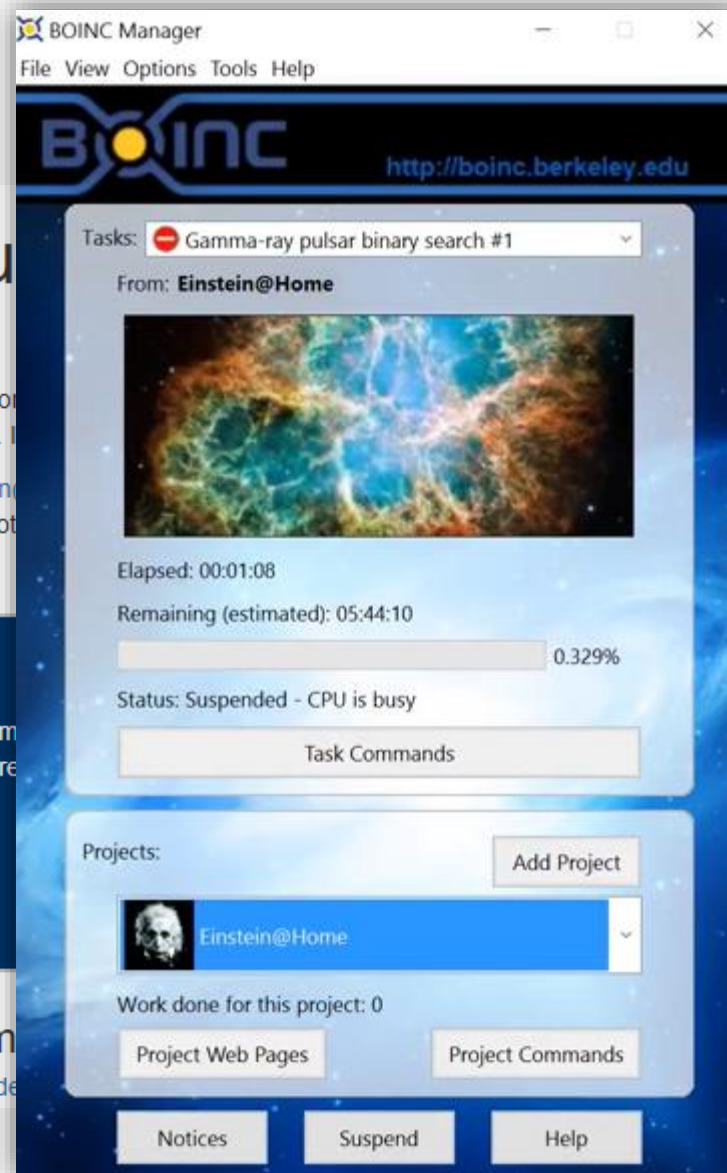 BOINC Manager
File View Options Tools Help
BOINC
http://boinc.berkeley.edu
Tasks: Gamma-ray pulsar binary search #1
From: Einstein@Home
Elapsed: 00:01:08
Remaining (estimated): 05:44:10
0.329%
Status: Suspended - CPU is busy
Task Commands
Projects:
Add Project
Einstein@Home
Work done for this project: 0
Project Web Pages Project Commands
Notices Suspend Help